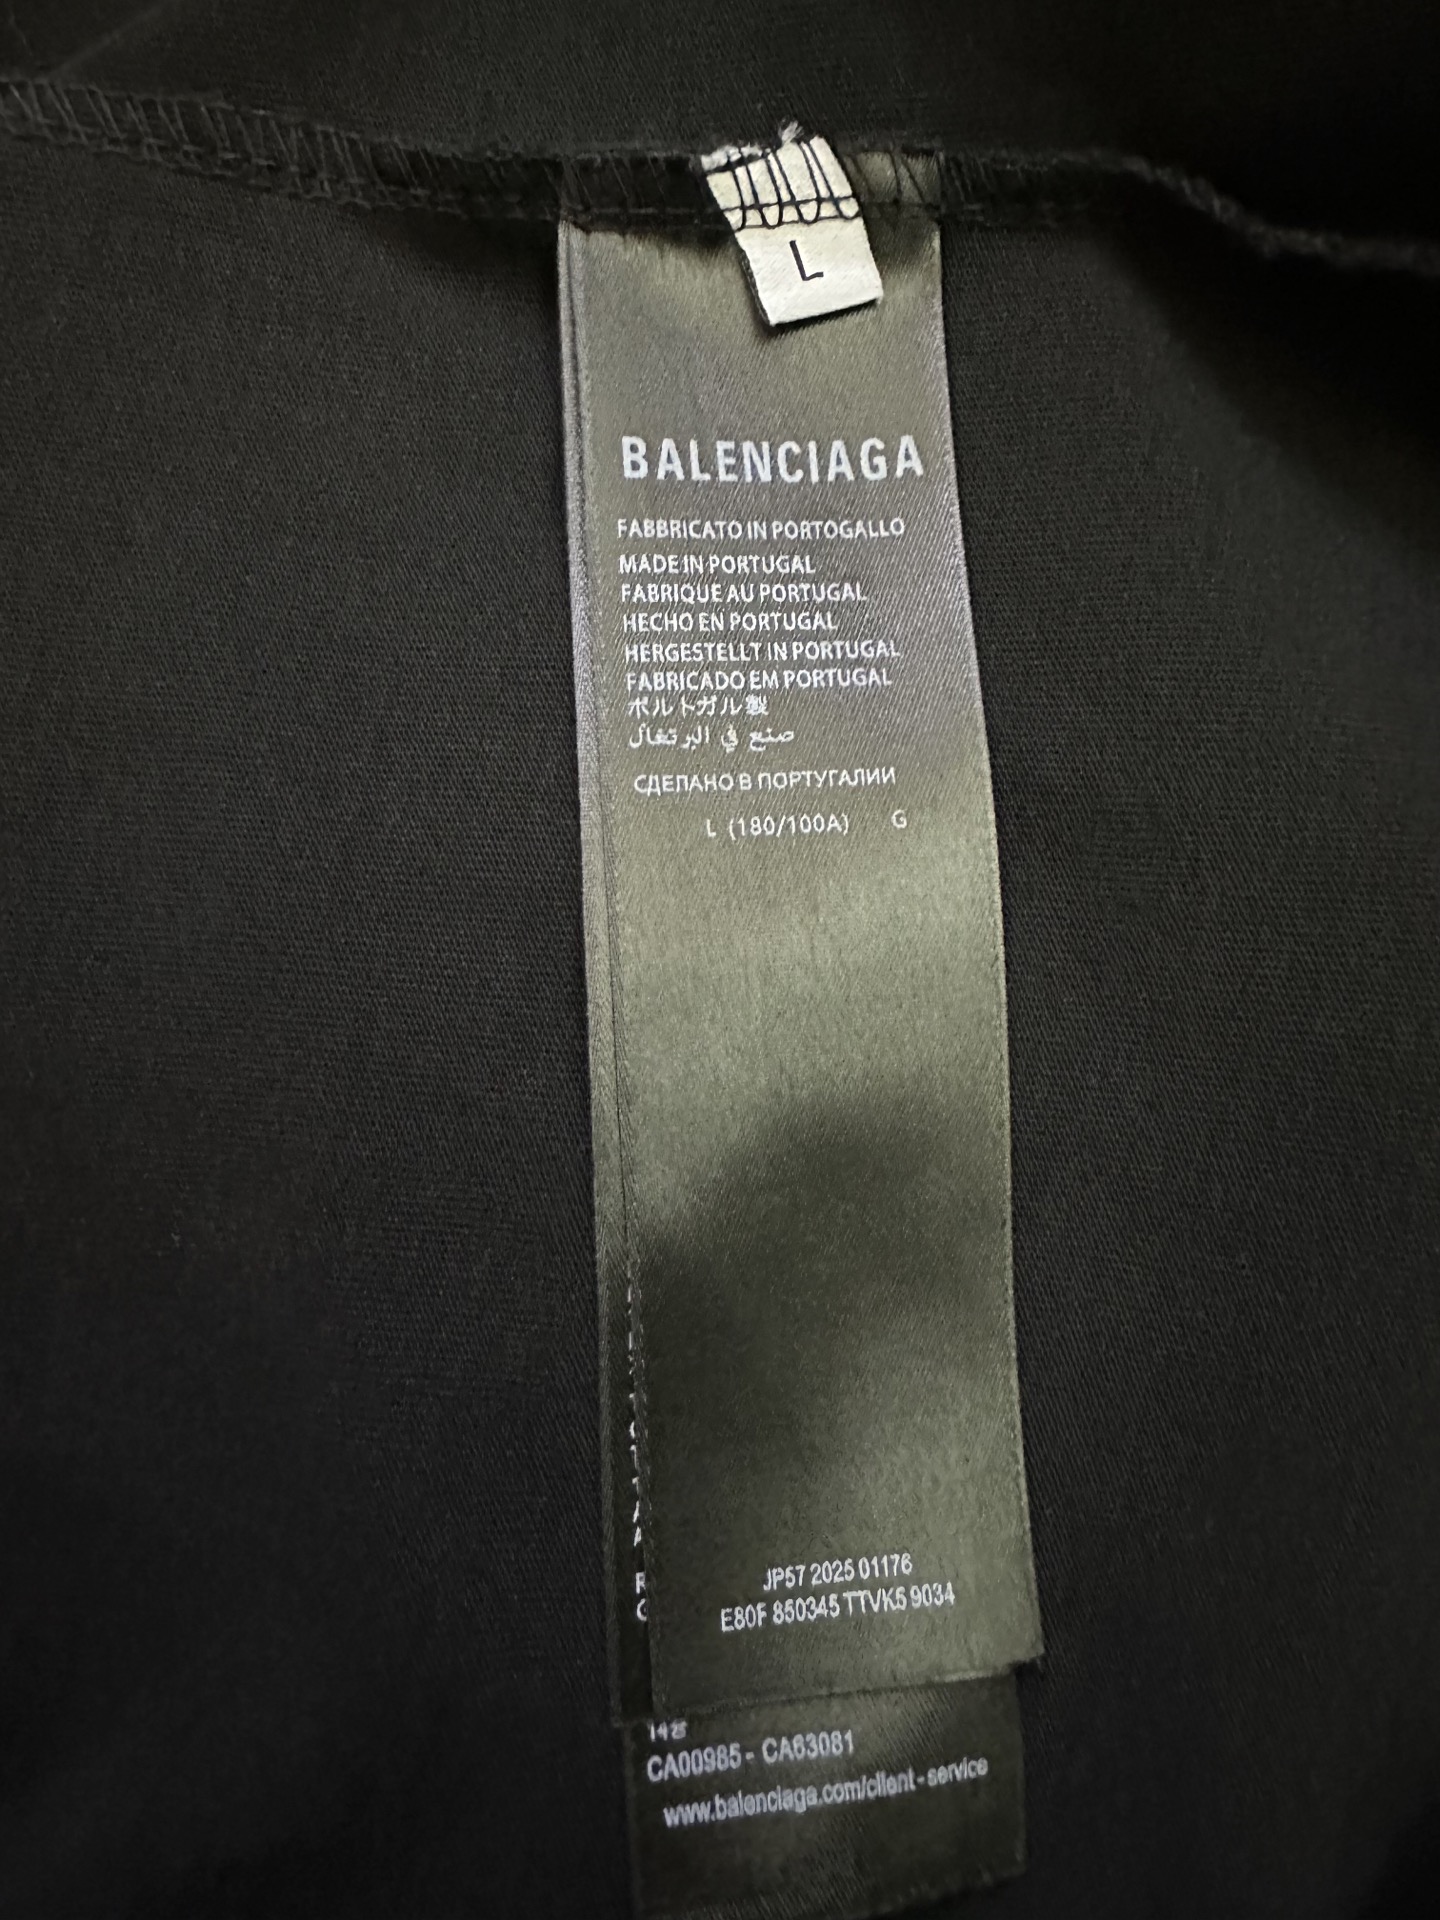 L
BALENCIAGA
FABBRICATO IN PORTOGALLO
MADE IN PORTUGAL
FABRIQUE AU PORTUGAL
HECHO EN PORTUGAL
HERGESTELLT IN PORTUGAL
FABRICADO EM PORTUGAL
ポルトガル製
صنع في البرتغال
СДЕЛАНО В ПОРТУГАЛИИ
L (180/100A) G
JP57 2025 01176
E80F 850345 TTVK5 9034
CA00985 - CA63081
www.balenciaga.com/client-service